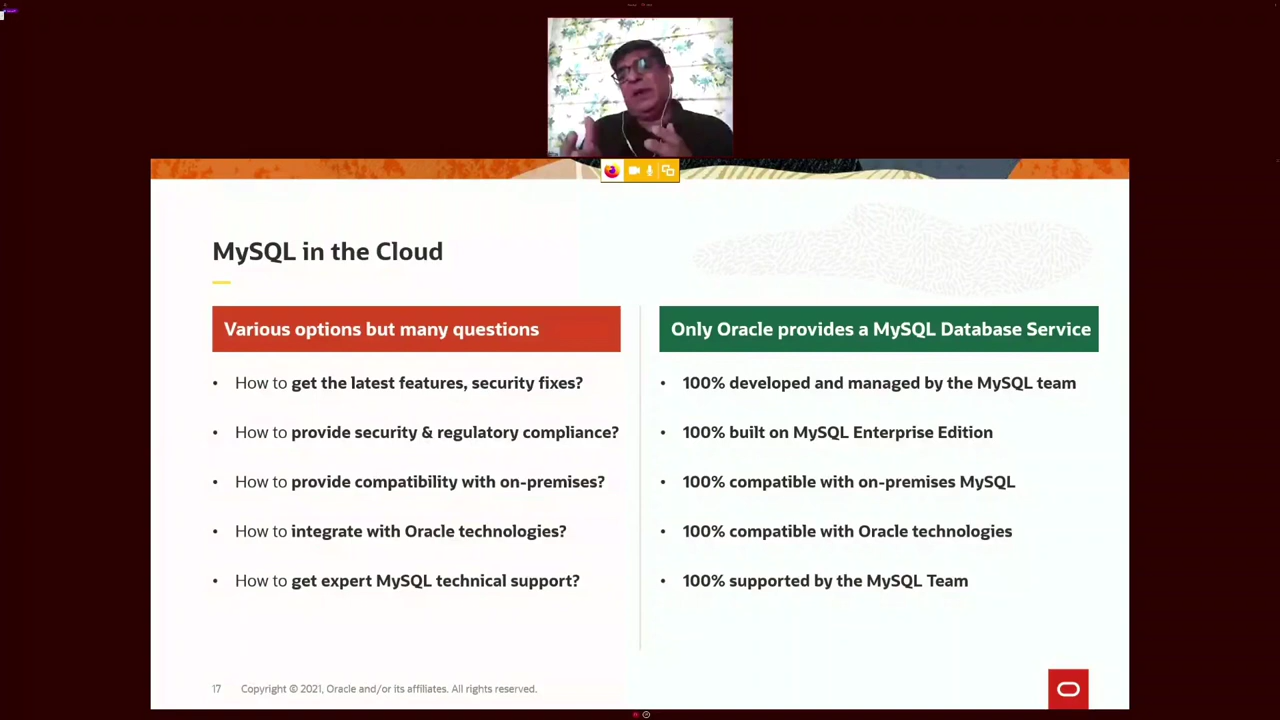 MySQL in the Cloud
Various options but many questions
• How to get the latest features, security fixes?
• How to provide security & regulatory compliance?
• How to provide compatibility with on-premises?
• How to integrate with Oracle technologies?
• How to get expert MySQL technical support?
Only Oracle provides a MySQL Database Service
• 100% developed and managed by the MySQL team
• 100% built on MySQL Enterprise Edition
• 100% compatible with on-premises MySQL
• 100% compatible with Oracle technologies
• 100% supported by the MySQL Team
17 Copyright © 2021, Oracle and/or its affiliates. All rights reserved.